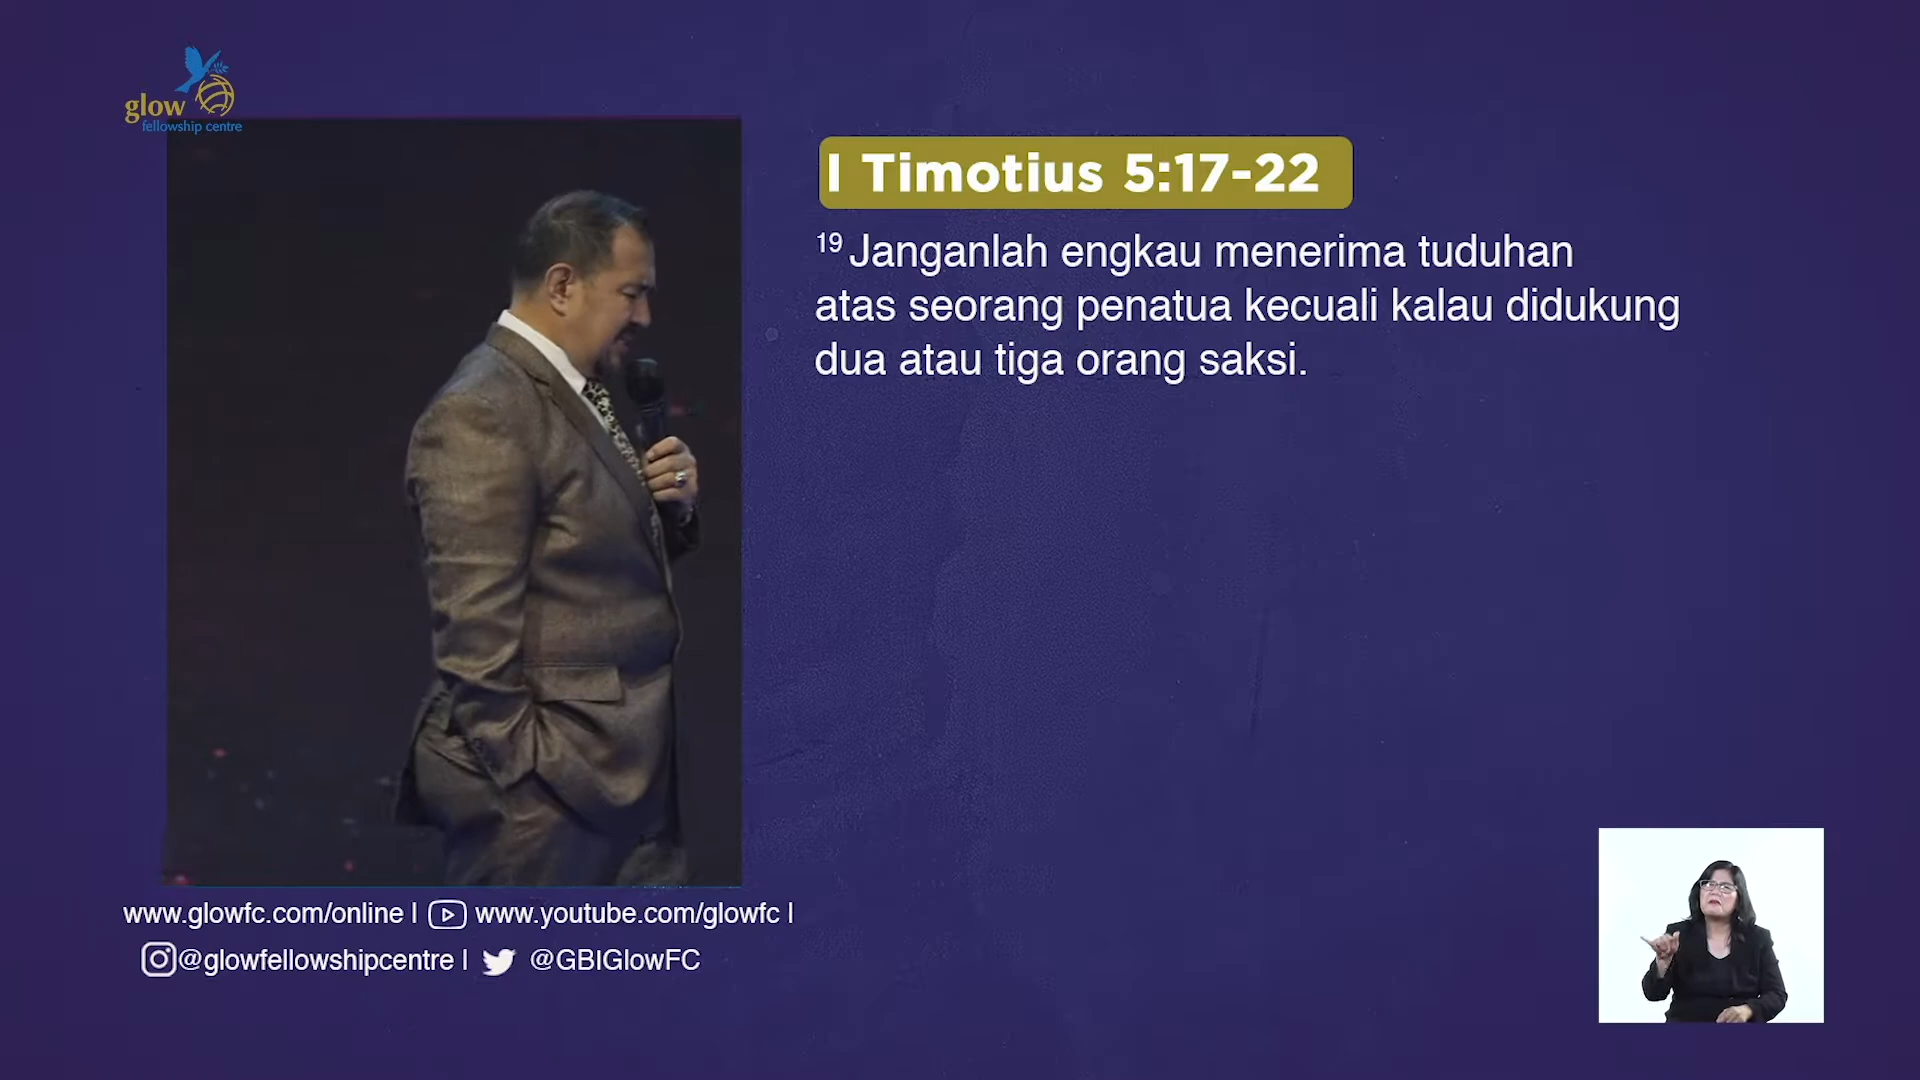 glow
fellowship centre
I Timotius 5:17-22
19 Janganlah engkau menerima tuduhan
atas seorang penatua kecuali kalau didukung
dua atau tiga orang saksi.
www.glowfc.com/online | www.youtube.com/glowfc |
@glowfellowshipcentre | @GBIGlowFC